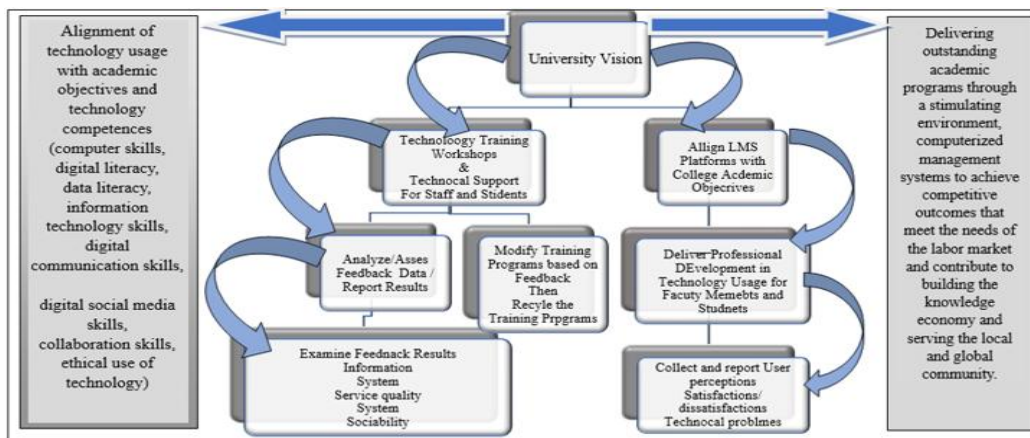 Alignment of
technology usage
with academic
objectives and
technology
competences
(computer skills,
digital literacy,
data literacy,
information
technology skills,
digital
communication skills,
digital social media
skills,
collaboration skills,
ethical use of
technology)
University Vision
Technoloogy Training
Workshops
&
Technocal Support
For Staff and Stidents
Allign LMS
Platforms with
College Ademic
Objecrives
Analyze/Asses
Feedback Data /
Report Results
Modify Training
Programs based on
Feedback
Then
Recyle the
Training Prpgrams
Deliver Professional
DEvelopment in
Technology Usage for
Facuty Memebts and
Studnets
Examine Feednack Results
Information
System
Service quality
System
Sociability
Collect and report User
perceptions
Satisfactions/
dissatisfactions
Technocal problmes
Delivering
outstanding
academic
programs through
a stimulating
environment,
computerized
management
systems to achieve
competitive
outcomes that
meet the needs of
the labor market
and contribute to
building the
knowledge
economy and
serving the local
and global
community.